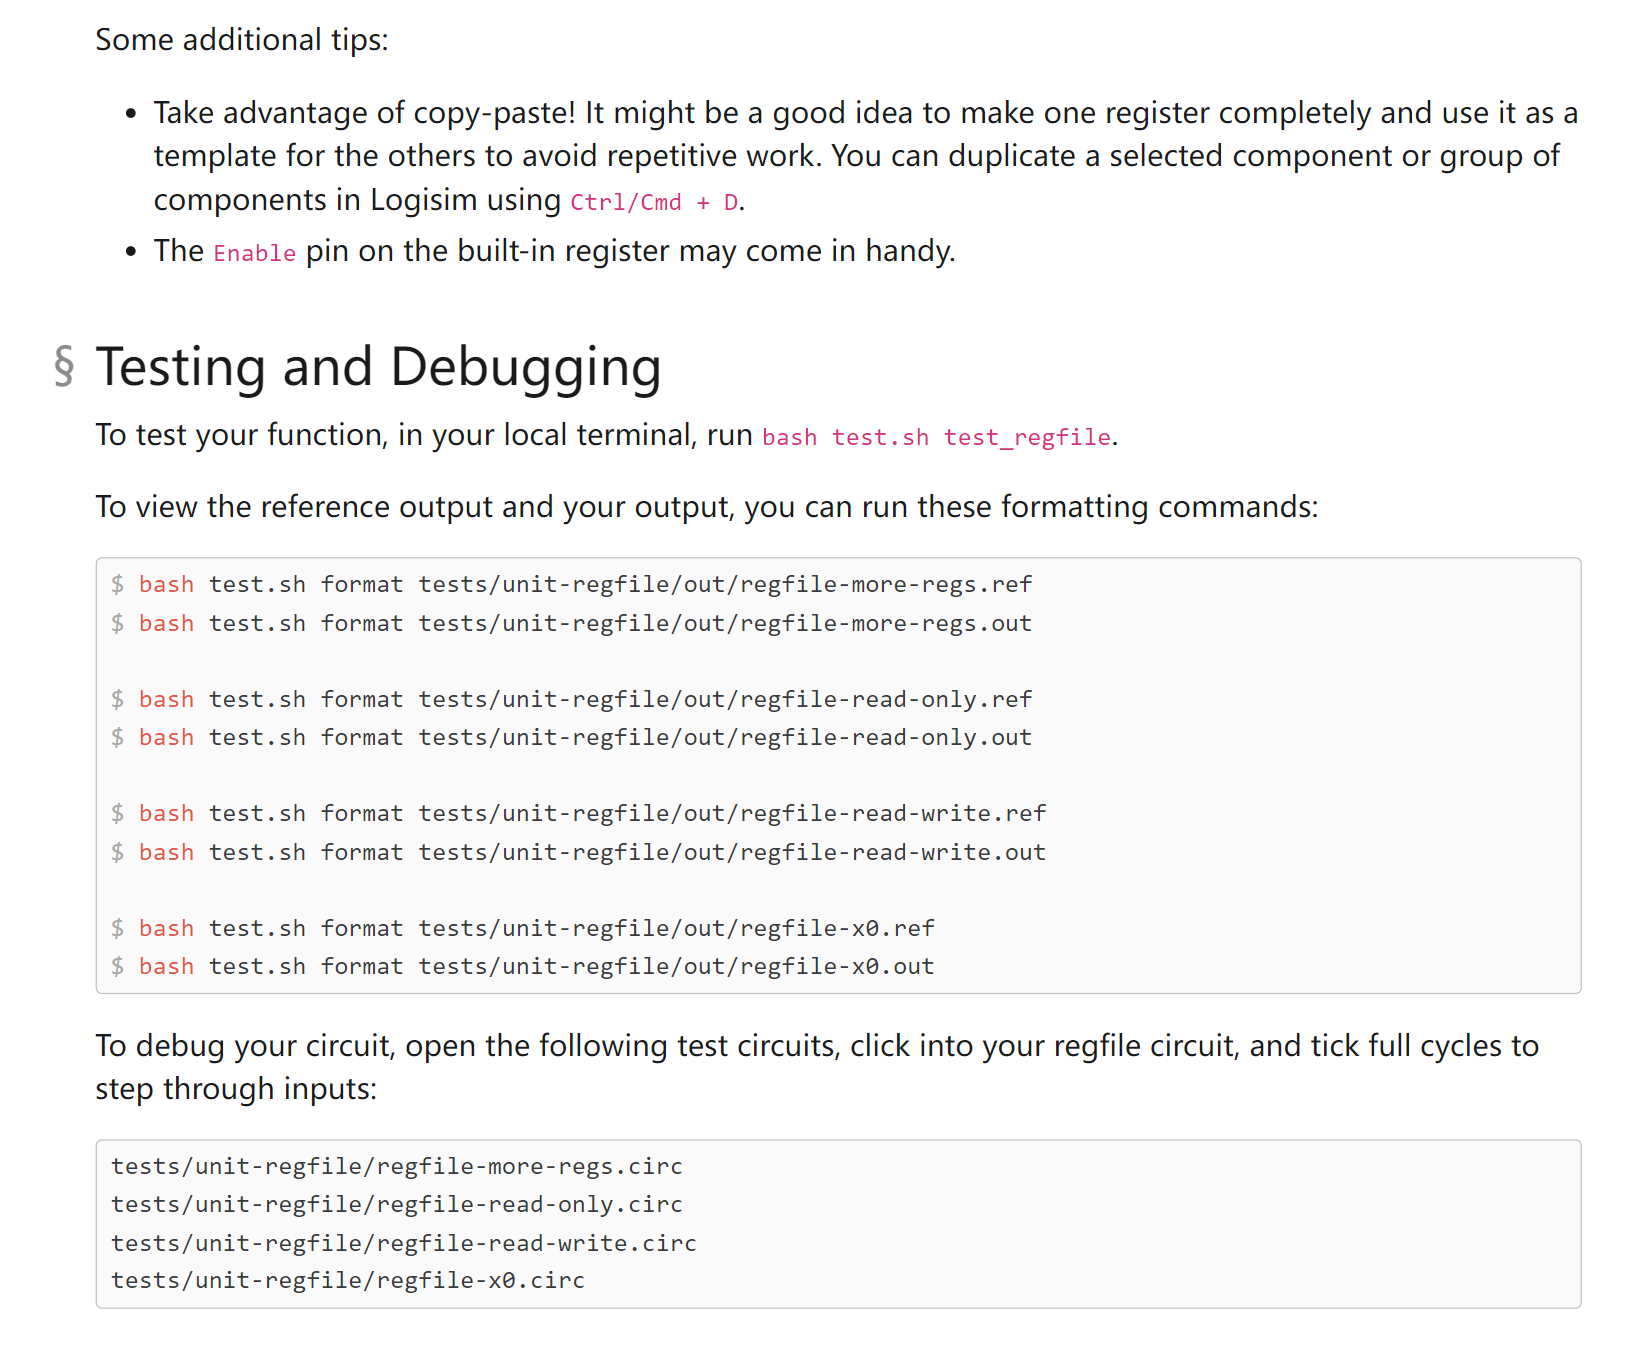 Some additional tips:
• Take advantage of copy-paste! It might be a good idea to make one register completely and use it as a
template for the others to avoid repetitive work. You can duplicate a selected component or group of
components in Logisim using Ctrl/Cmd + D.
• The Enable pin on the built-in register may come in handy.
§ Testing and Debugging
To test your function, in your local terminal, run bash test.sh test_regfile.
To view the reference output and your output, you can run these formatting commands:
$ bash test.sh format tests/unit-regfile/out/regfile-more-regs.ref
$ bash test.sh format tests/unit-regfile/out/regfile-more-regs.out
$ bash test.sh format tests/unit-regfile/out/regfile-read-only.ref
$ bash test.sh format tests/unit-regfile/out/regfile-read-only.out
$ bash test.sh format tests/unit-regfile/out/regfile-read-write.ref
$ bash test.sh format tests/unit-regfile/out/regfile-read-write.out
$ bash test.sh format tests/unit-regfile/out/regfile-x0.ref
$ bash test.sh format tests/unit-regfile/out/regfile-x0.out
To debug your circuit, open the following test circuits, click into your regfile circuit, and tick full cycles to
step through inputs:
tests/unit-regfile/regfile-more-regs.circ
tests/unit-regfile/regfile-read-only.circ
tests/unit-regfile/regfile-read-write.circ
tests/unit-regfile/regfile-x0.circ